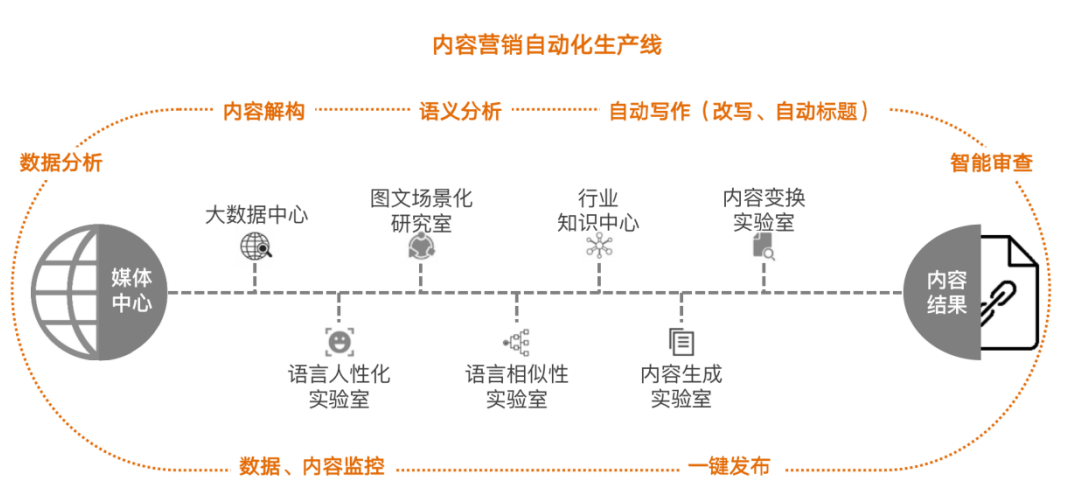 内容营销自动化生产线
内容解构
语义分析
自动写作（改写、自动标题）
数据分析
智能审查
大数据中心
图文场景化
研究室
行业
知识中心
内容变换
实验室
媒体
中心
内容
结果
语言人性化
实验室
语言相似性
实验室
内容生成
实验室
数据、内容监控
一键发布